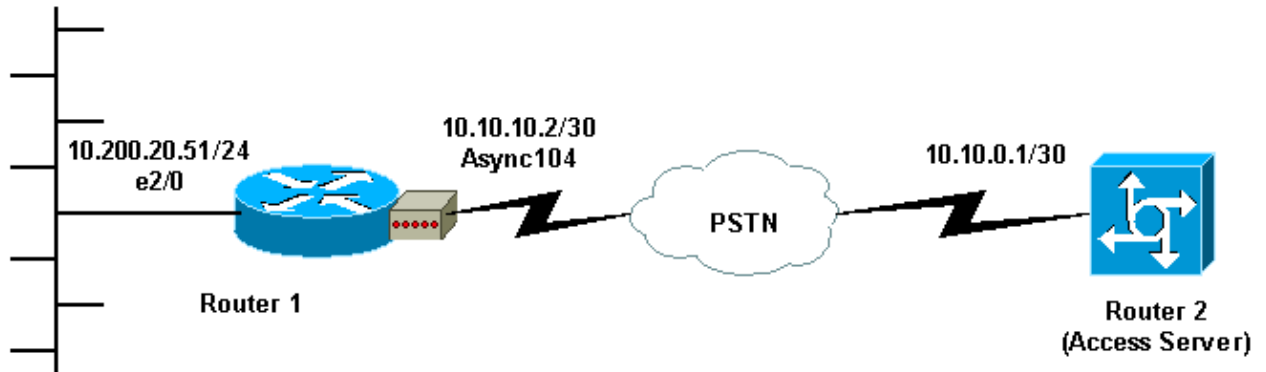 10.200.20.51/24
e2/0
10.10.10.2/30
Async104
10.10.0.1/30
PSTN
Router 1
Router 2
(Access Server)